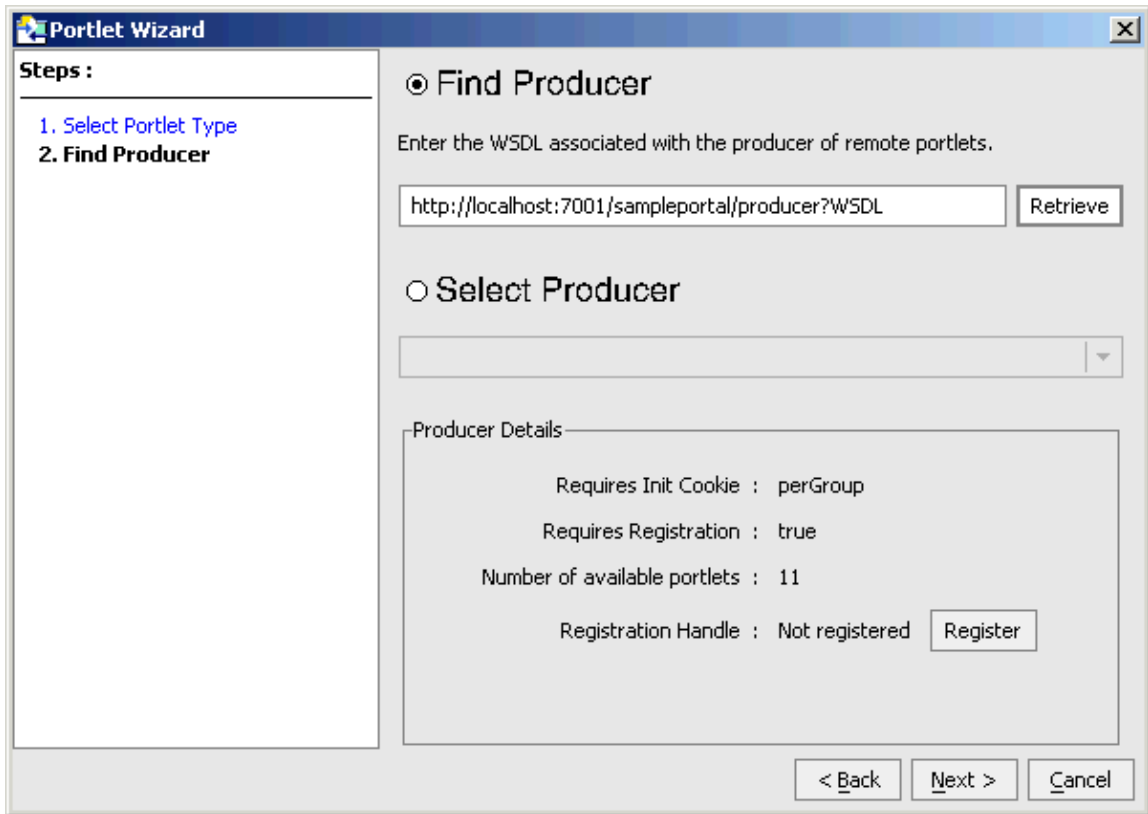 Portlet Wizard
Steps :
1. Select Portlet Type
2. Find Producer
Find Producer
Enter the WSDL associated with the producer of remote portlets.
http://localhost:7001/sampleportal/producer?WSDL
Retrieve
Select Producer
Producer Details
Requires Init Cookie : perGroup
Requires Registration : true
Number of available portlets : 11
Registration Handle : Not registered
Register
< Back
Next >
Cancel